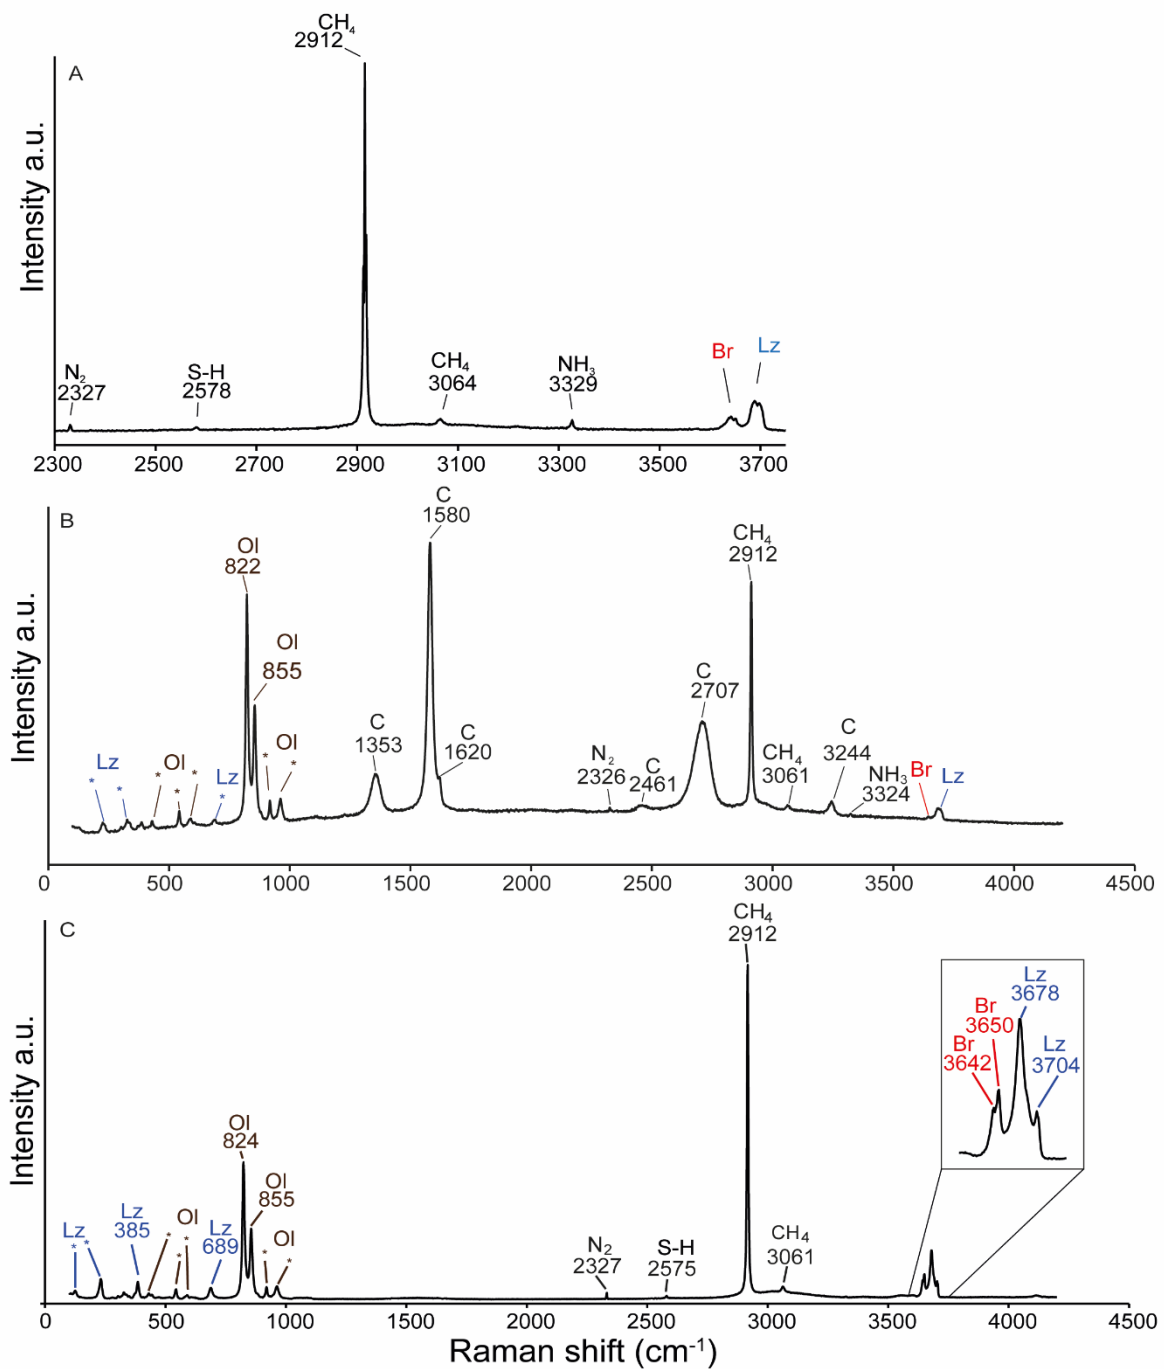 CH₄
2912
A
Intensity a.u.
N₂
2327
S-H
2578
CH₄
3064
NH₃
3329
Br
Lz
2300 2500 2700 2900 3100 3300 3500 3700
B
Intensity a.u.
C
1580
Ol
822
Ol
855
CH₄
2912
C
2707
C
1353
C
1620
N₂
2326
C
2461
CH₄
3061
C
3244
NH₃
3324
Br
Lz
* Lz *
* Ol *
*
Lz
*
Ol
* *
0 500 1000 1500 2000 2500 3000 3500 4000 4500
C
Intensity a.u.
CH₄
2912
Ol
824
Ol
855
Lz
* *
Lz
385
* Ol
* *
Lz
689
Ol
* *
N₂
2327
S-H
2575
CH₄
3061
Lz
3678
Br
3650
Br
3642
Lz
3704
0 500 1000 1500 2000 2500 3000 3500 4000 4500
Raman shift (cm⁻¹)